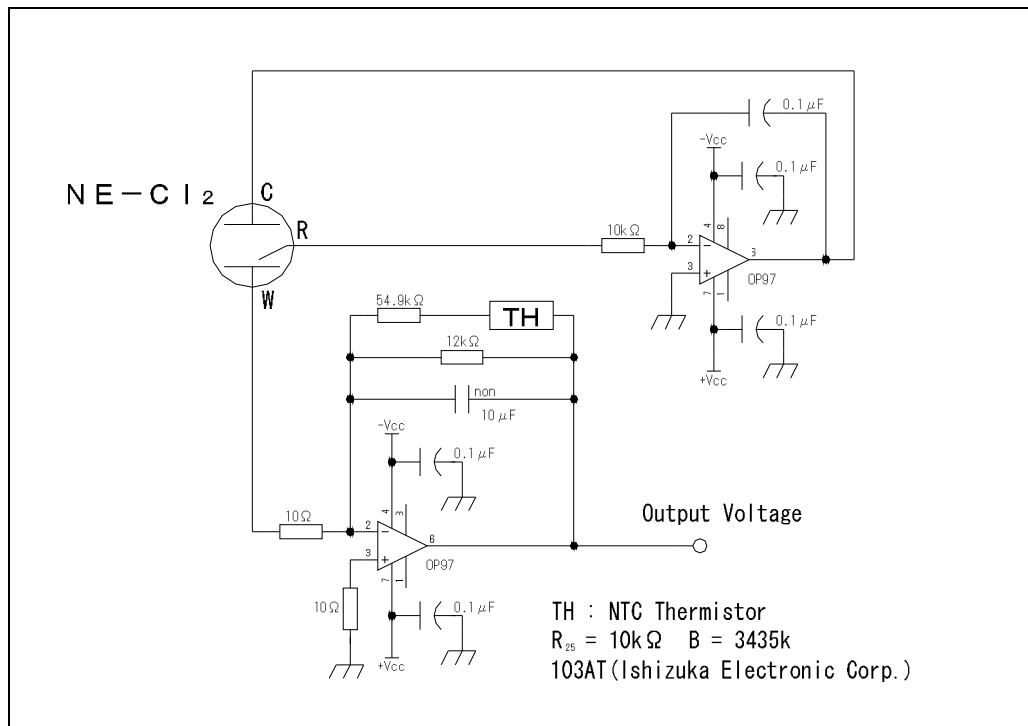 0.1μF
-Vcc
0.1μF
NE-Cl₂
C
R
W
10kΩ
2
3
4
8
6
7
1
OP97
0.1μF
+Vcc
54.9kΩ
TH
12kΩ
non
10μF
-Vcc
0.1μF
10Ω
2
3
4
3
6
7
1
OP97
10Ω
0.1μF
+Vcc
Output Voltage
TH : NTC Thermistor
R₂₅ = 10kΩ B = 3435k
103AT(Ishizuka Electronic Corp.)